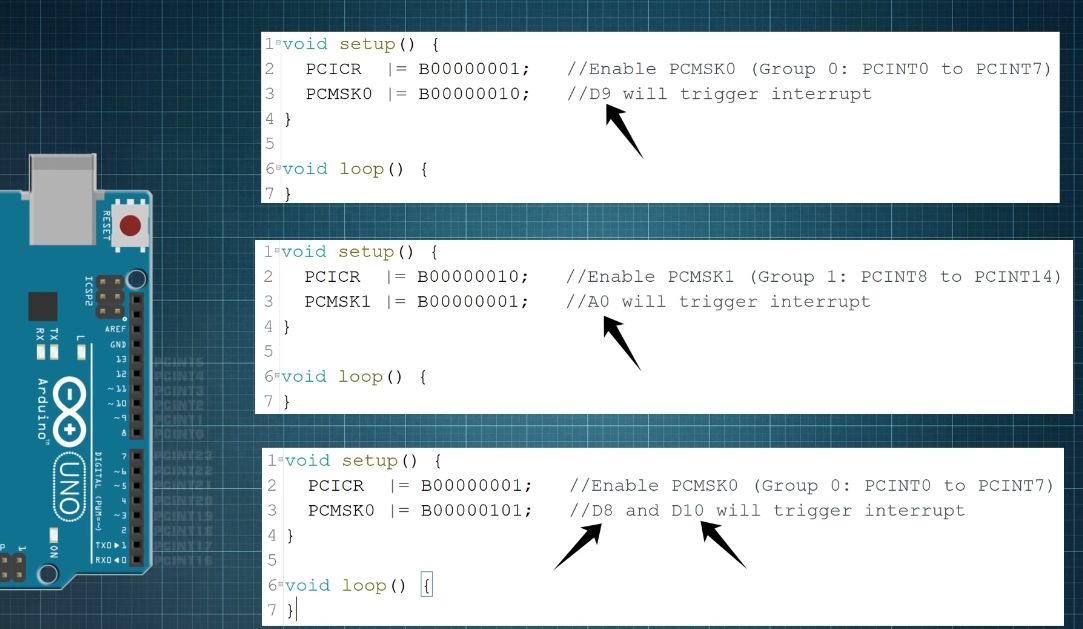 1 void setup() {
2 PCICR |= B00000001; //Enable PCMSK0 (Group 0: PCINT0 to PCINT7)
3 PCMSK0 |= B00000010; //D9 will trigger interrupt
4 }
5
6 void loop() {
7 }
1 void setup() {
2 PCICR |= B00000010; //Enable PCMSK1 (Group 1: PCINT8 to PCINT14)
3 PCMSK1 |= B00000001; //A0 will trigger interrupt
4 }
5
6 void loop() {
7 }
1 void setup() {
2 PCICR |= B00000001; //Enable PCMSK0 (Group 0: PCINT0 to PCINT7)
3 PCMSK0 |= B00000101; //D8 and D10 will trigger interrupt
4 }
5
6 void loop() {
7 }
RESET
ICSP2
AREF
GND
13
12
~11
~10
~9
8
7
~6
~5
4
~3
2
TX0▶1
RX0◀0
L
TX
RX
Arduino™
UNO
DIGITAL (PWM=~)
ON
PCINT4
PCINT3
PCINT2
PCINT1
PCINT0
PCINT23
PCINT22
PCINT21
PCINT20
PCINT19
PCINT18
PCINT17
PCINT16